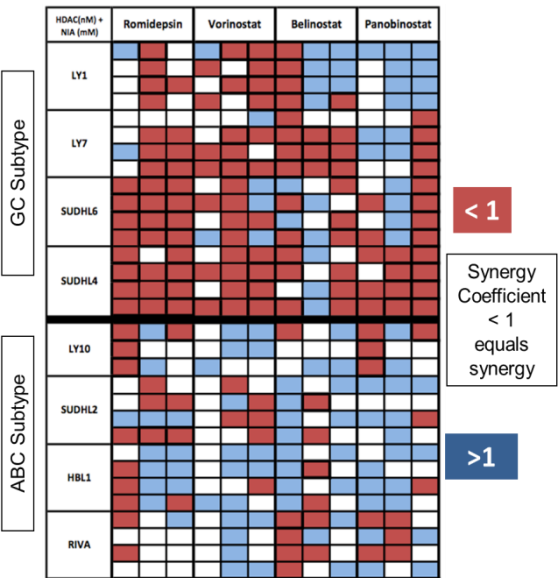 HDAC(nM) +
NIA (mM)
Romidepsin
Vorinostat
Belinostat
Panobinostat
GC Subtype
LY1
LY7
SUDHL6
SUDHL4
ABC Subtype
LY10
SUDHL2
HBL1
RIVA
< 1
Synergy
Coefficient
< 1
equals
synergy
>1